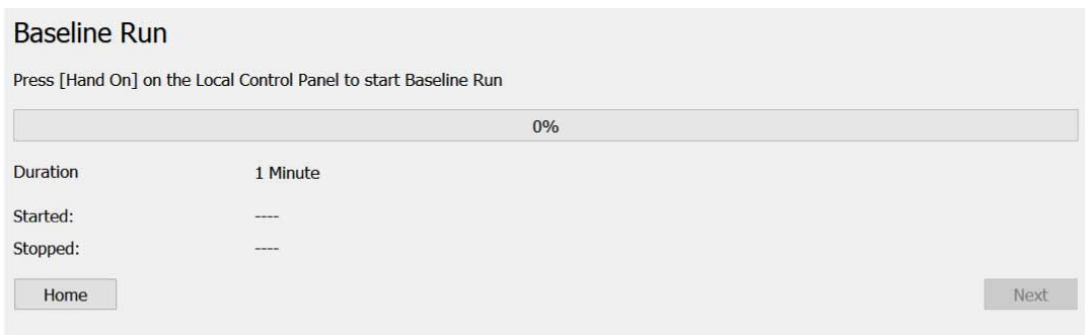 Baseline Run
Press [Hand On] on the Local Control Panel to start Baseline Run
0%
Duration 1 Minute
Started: ----
Stopped: ----
Home Next